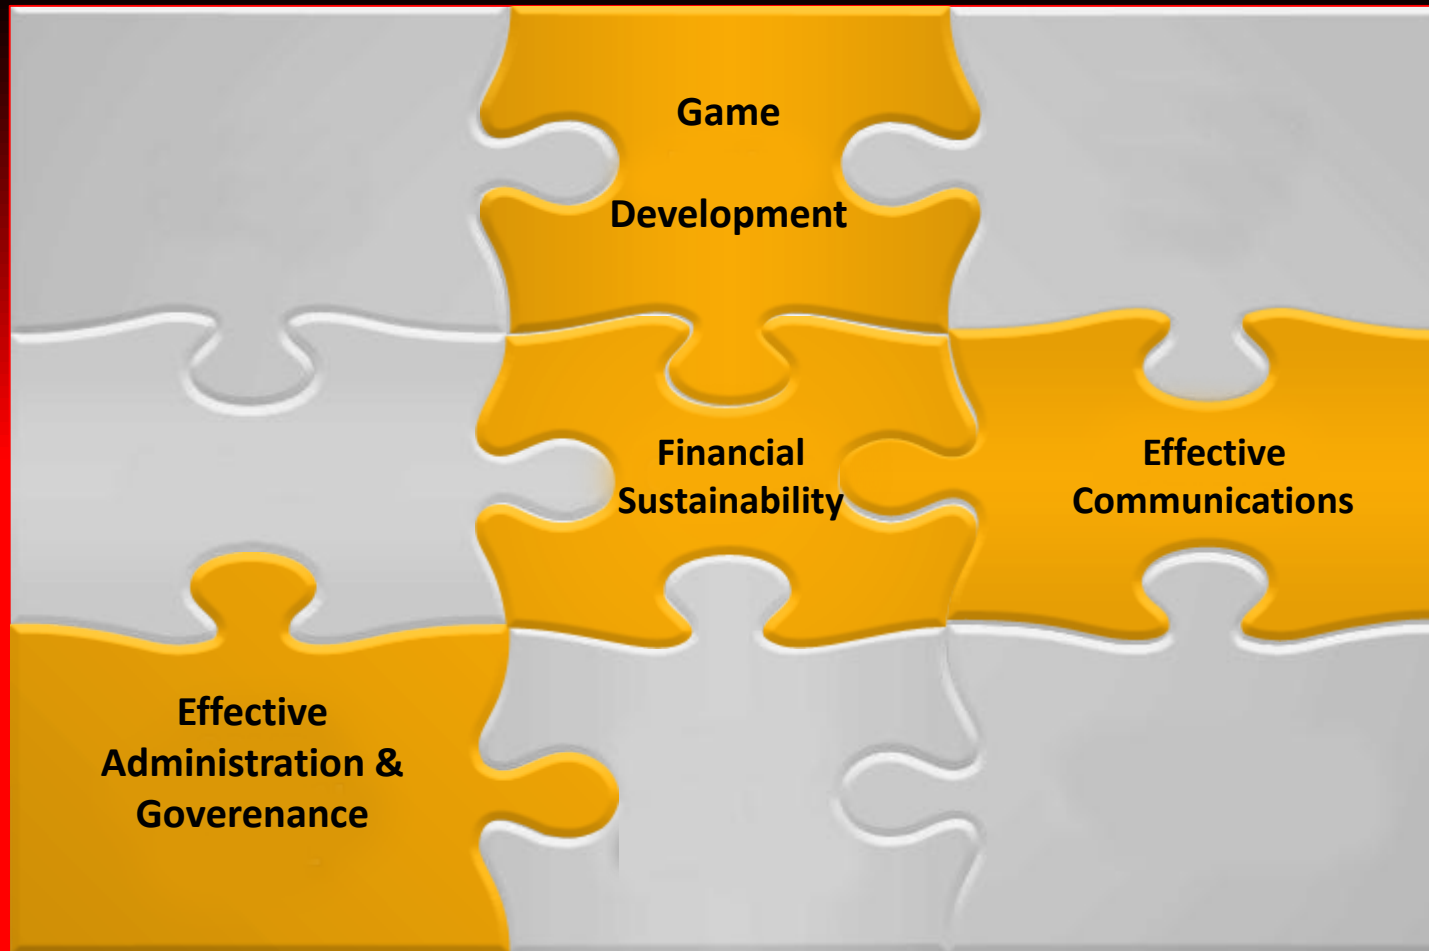 Game
Development
Financial
Sustainability
Effective
Communications
Effective
Administration &
Goverenance